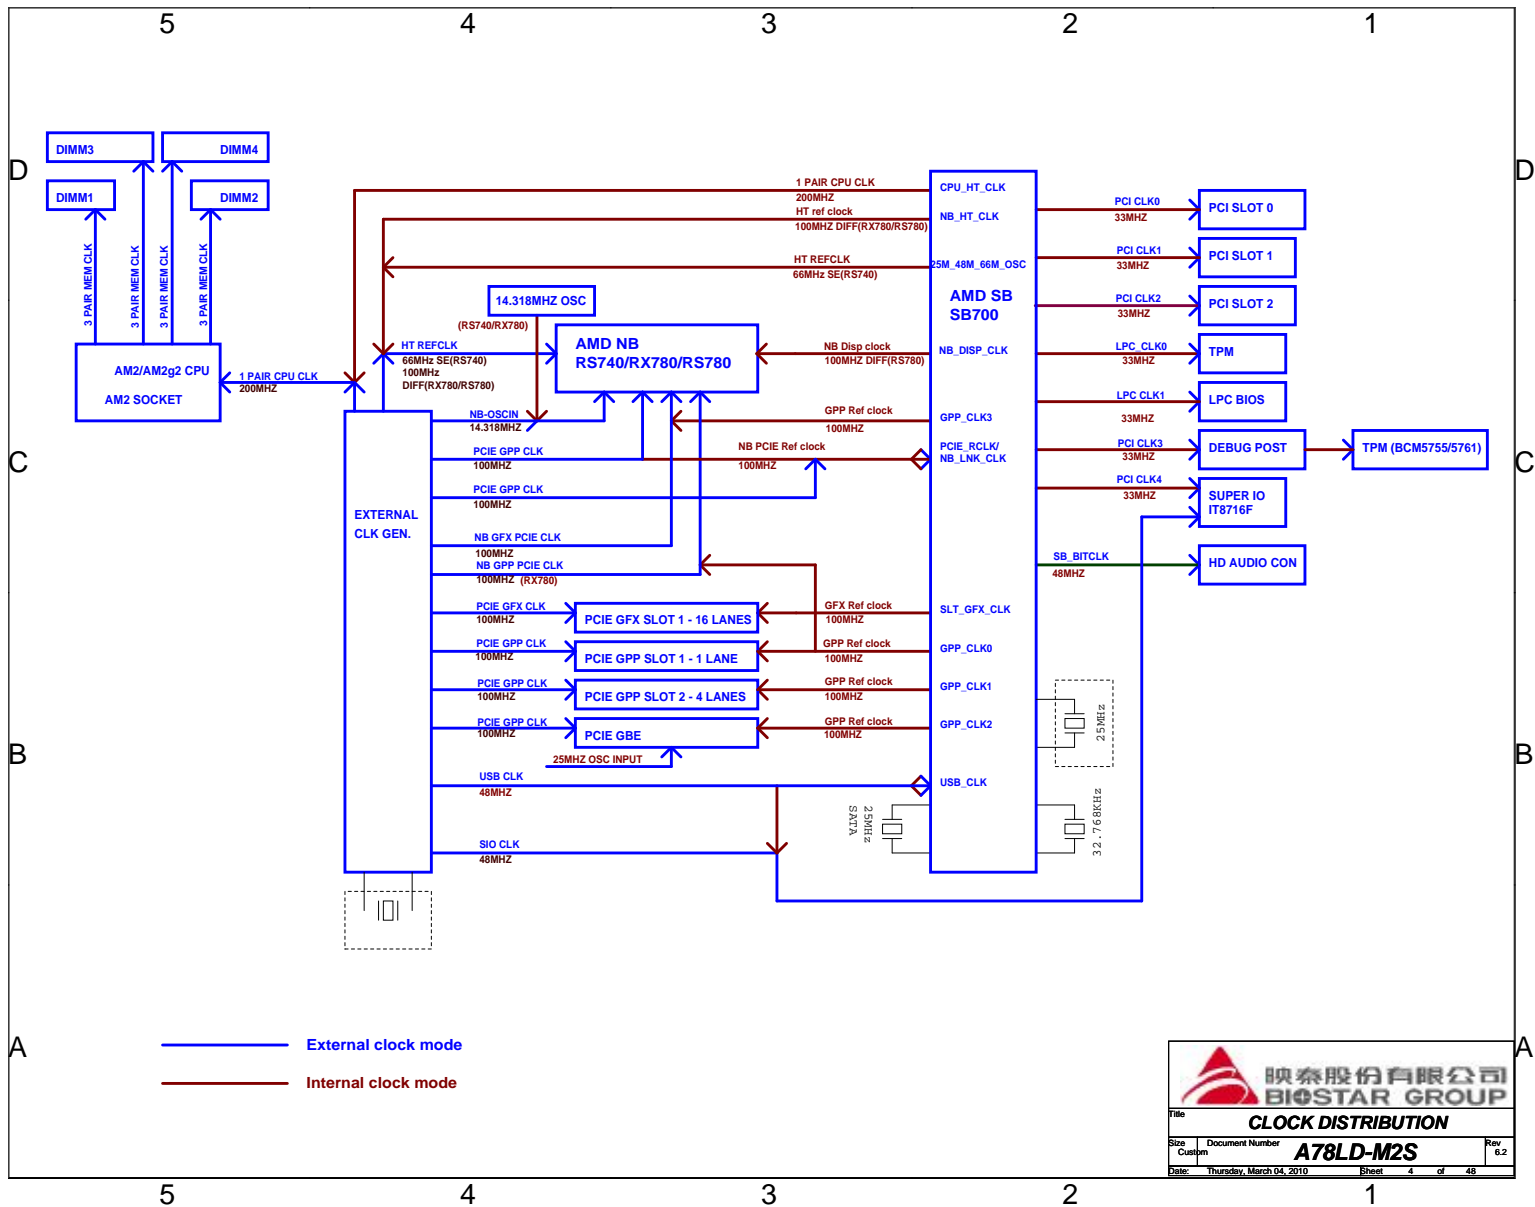 5 4 3 2 1
D D
C C
B B
A A
DIMM3
DIMM4
DIMM1
DIMM2
3 PAIR MEM CLK
3 PAIR MEM CLK
3 PAIR MEM CLK
3 PAIR MEM CLK
AM2/AM2g2 CPU
AM2 SOCKET
1 PAIR CPU CLK
200MHZ
1 PAIR CPU CLK
200MHZ
HT ref clock
100MHZ DIFF(RX780/RS780)
HT REFCLK
66MHz SE(RS740)
14.318MHZ OSC
(RS740/RX780)
HT REFCLK
66MHz SE(RS740)
100MHz
DIFF(RX780/RS780)
AMD NB
RS740/RX780/RS780
NB Disp clock
100MHZ DIFF(RS780)
NB-OSCIN
14.318MHZ
GPP Ref clock
100MHZ
PCIE GPP CLK
100MHZ
NB PCIE Ref clock
100MHZ
PCIE GPP CLK
100MHZ
EXTERNAL
CLK GEN.
NB GFX PCIE CLK
100MHZ
NB GPP PCIE CLK
100MHZ (RX780)
PCIE GFX CLK
100MHZ
PCIE GFX SLOT 1 - 16 LANES
GFX Ref clock
100MHZ
PCIE GPP CLK
100MHZ
PCIE GPP SLOT 1 - 1 LANE
GPP Ref clock
100MHZ
PCIE GPP CLK
100MHZ
PCIE GPP SLOT 2 - 4 LANES
GPP Ref clock
100MHZ
PCIE GPP CLK
100MHZ
PCIE GBE
GPP Ref clock
100MHZ
25MHZ OSC INPUT
USB CLK
48MHZ
SIO CLK
48MHZ
CPU_HT_CLK
NB_HT_CLK
25M_48M_66M_OSC
AMD SB
SB700
NB_DISP_CLK
GPP_CLK3
PCIE_RCLK/
NB_LNK_CLK
SLT_GFX_CLK
GPP_CLK0
GPP_CLK1
GPP_CLK2
USB_CLK
25MHz
SATA
25MHz
32.768KHz
PCI CLK0
33MHZ
PCI SLOT 0
PCI CLK1
33MHZ
PCI SLOT 1
PCI CLK2
33MHZ
PCI SLOT 2
LPC_CLK0
33MHZ
TPM
LPC CLK1
33MHZ
LPC BIOS
PCI CLK3
33MHZ
DEBUG POST
TPM (BCM5755/5761)
PCI CLK4
33MHZ
SUPER IO
IT8716F
SB_BITCLK
48MHZ
HD AUDIO CON
External clock mode
Internal clock mode
映泰股份有限公司
BIOSTAR GROUP
Title
CLOCK DISTRIBUTION
Size Document Number Rev
Custom A78LD-M2S 6.2
Date: Thursday, March 04, 2010 Sheet 4 of 48
5 4 3 2 1